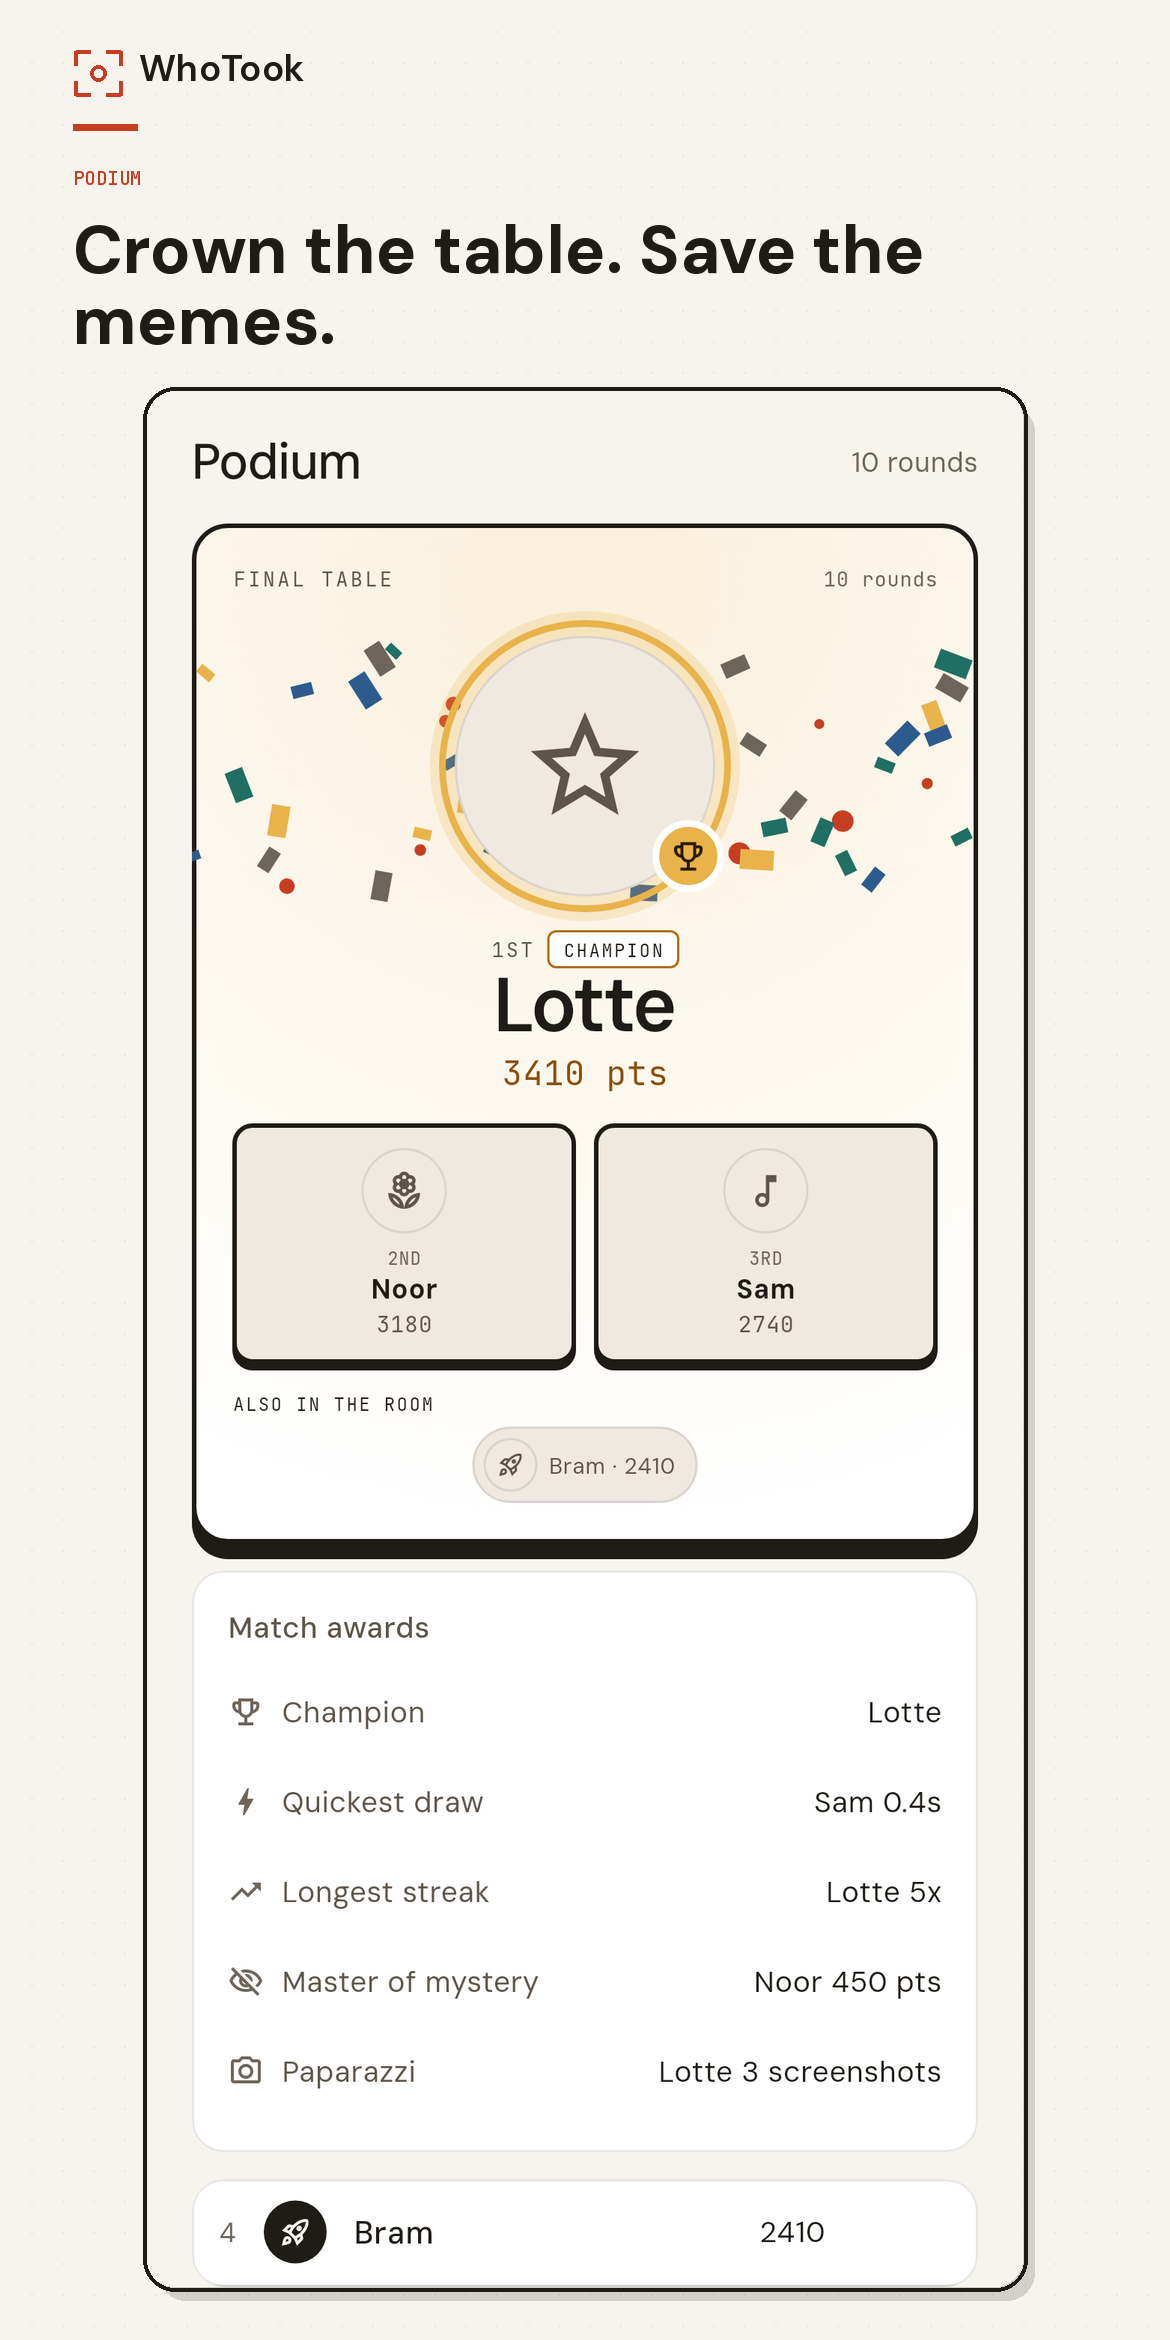 WhoTook
PODIUM
Crown the table. Save the
memes.
Podium
10 rounds
FINAL TABLE
10 rounds
1ST
CHAMPION
Lotte
3410 pts
2ND
Noor
3180
3RD
Sam
2740
ALSO IN THE ROOM
Bram · 2410
Match awards
Champion
Lotte
Quickest draw
Sam 0.4s
Longest streak
Lotte 5x
Master of mystery
Noor 450 pts
Paparazzi
Lotte 3 screenshots
4
Bram
2410